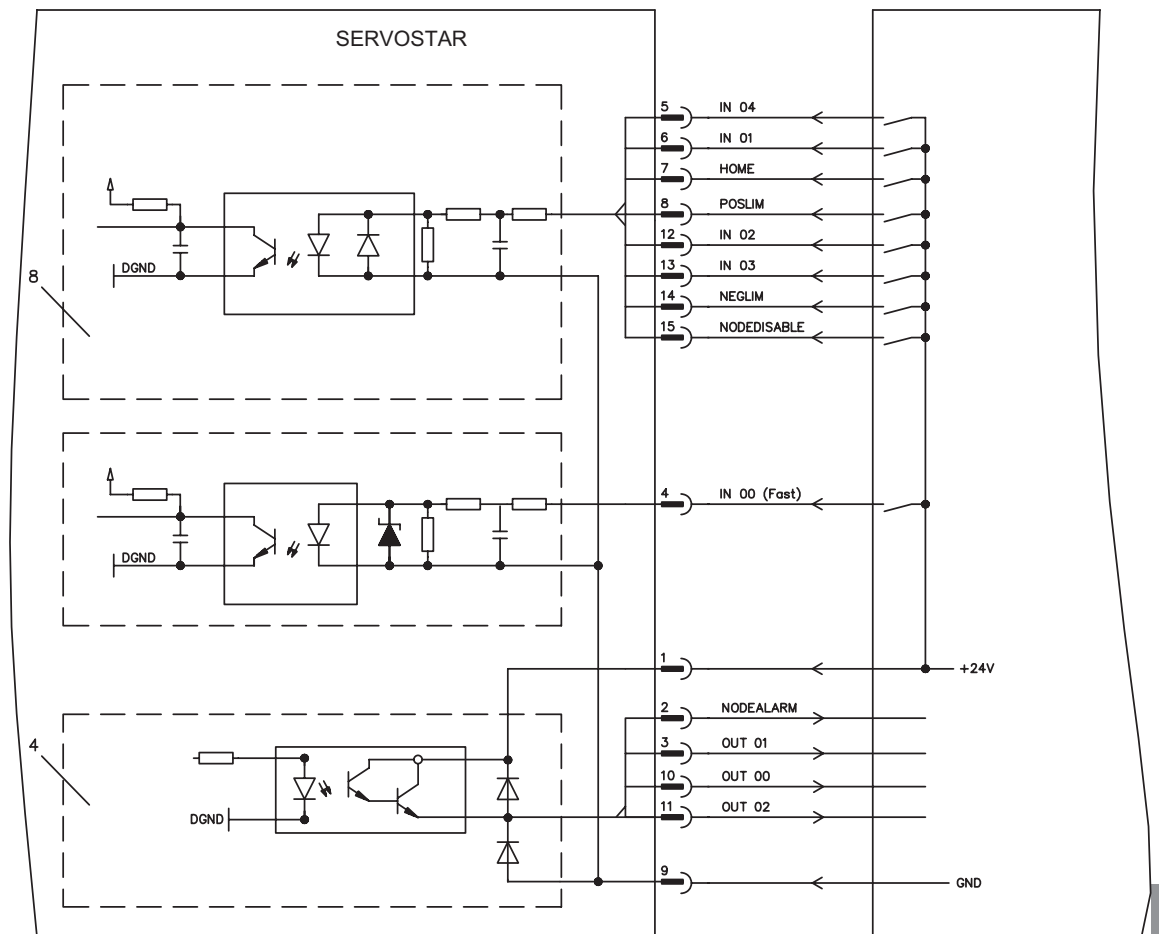 SERVOSTAR
5 IN 04
6 IN 01
7 HOME
8 POSLIM
12 IN 02
13 IN 03
14 NEGLIM
15 NODEDISABLE
DGND
8
4 IN 00 (Fast)
DGND
1 +24V
2 NODEALARM
3 OUT 01
10 OUT 00
11 OUT 02
4
DGND
9 GND